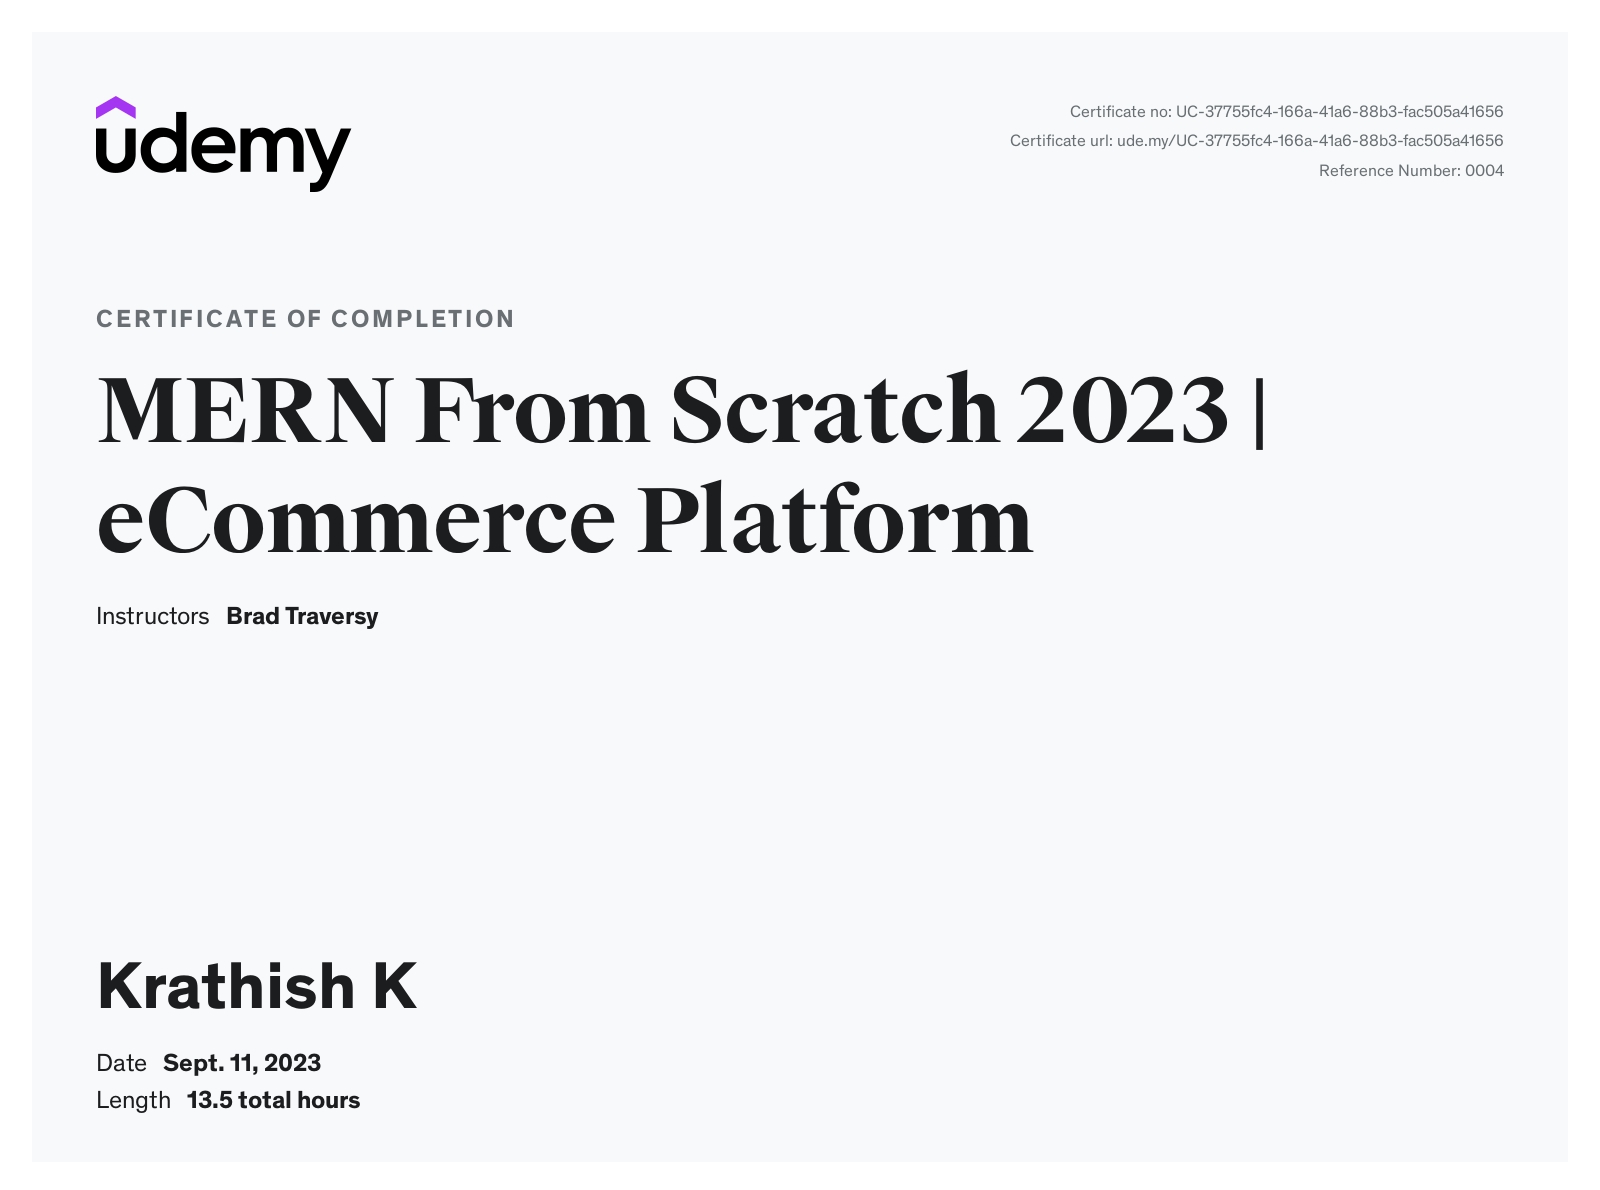 udemy
Certificate no: UC-37755fc4-166a-41a6-88b3-fac505a41656
Certificate url: ude.my/UC-37755fc4-166a-41a6-88b3-fac505a41656
Reference Number: 0004
CERTIFICATE OF COMPLETION
MERN From Scratch 2023 |
eCommerce Platform
Instructors Brad Traversy
Krathish K
Date Sept. 11, 2023
Length 13.5 total hours